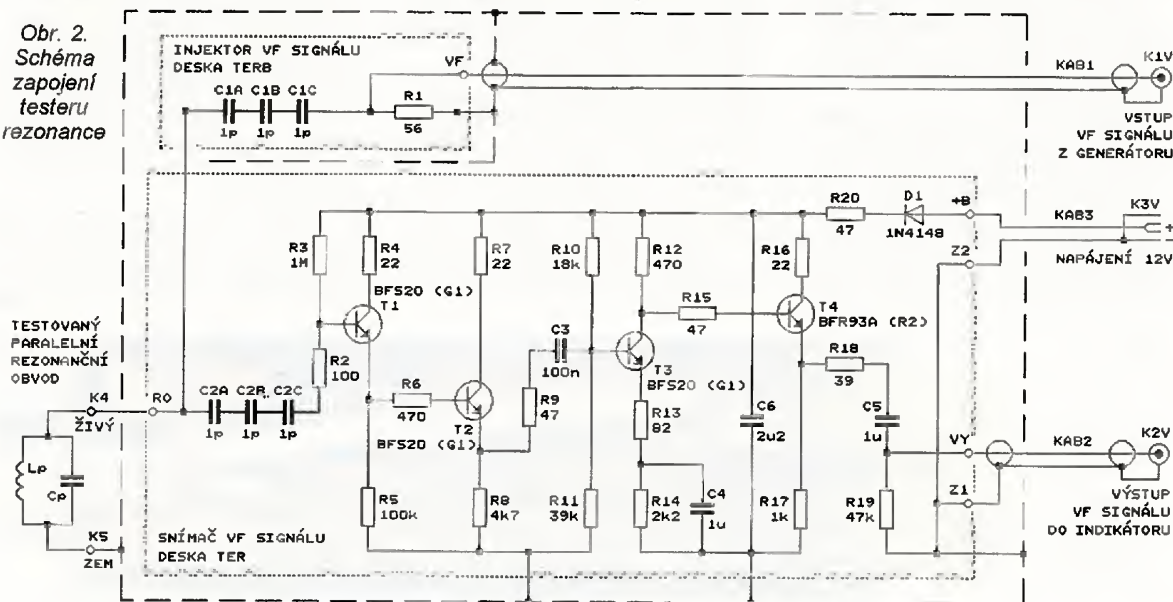 Obr. 2.
Schéma
zapojení
testeru
rezonance
INJEKTOR VF SIGNÁLU
DESKA TERB
VF
C1A C1B C1C
1p 1p 1p
R1
56
KAB1
K1V
VSTUP
VF SIGNÁLU
Z GENERÁTORU
R20
47
D1
1N4148
+B
KAB3
K3V
+
Z2
NAPÁJENÍ 12V
R3
1M
R4
22
R7
22
R10
18k
R12
470
R16
22
BFS20 (G1)
T1
R15
47
T4
BFR93A (R2)
TESTOVANÝ
PARALELNÍ
REZONANČNÍ
OBVOD
R2
100
C3
100n
T3
BFS20 (G1)
R18
39
K4
ŽIVÝ
RO
C2A C2B C2C
1p 1p 1p
R6
470
T2
BFS20 (G1)
R9
47
R13
82
C6
2u2
C5
1u
VY
KAB2
K2V
Lp
Cp
R5
100k
R8
4k7
R11
39k
R14
2k2
C4
1u
R17
1k
R19
47k
Z1
VÝSTUP
VF SIGNÁLU
DO INDIKÁTORU
K5
ZEM
SNÍMAČ VF SIGNÁLU
DESKA TER